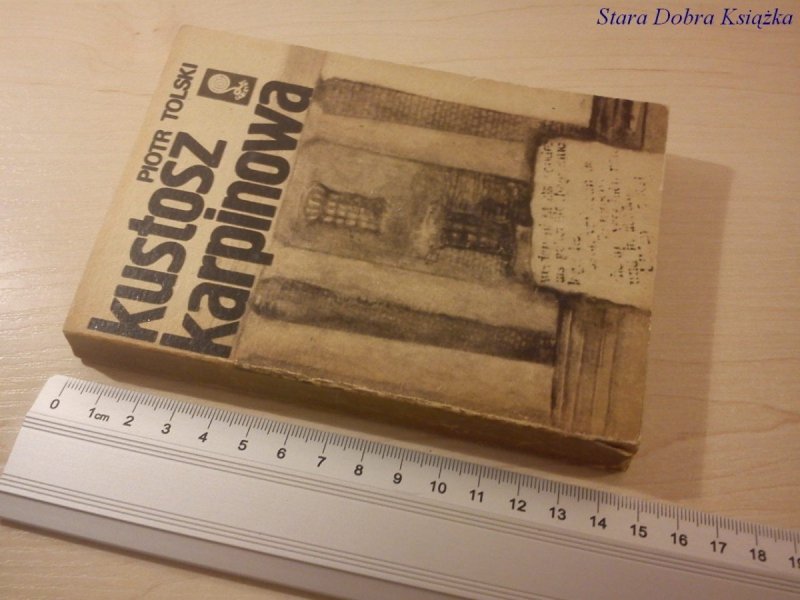 Stara Dobra Książka
PIOTR TOLSKI
kustosz
karpinowa
0 1cm 2 3 4 5 6 7 8 9 10 11 12 13 14 15 16 17 18 19